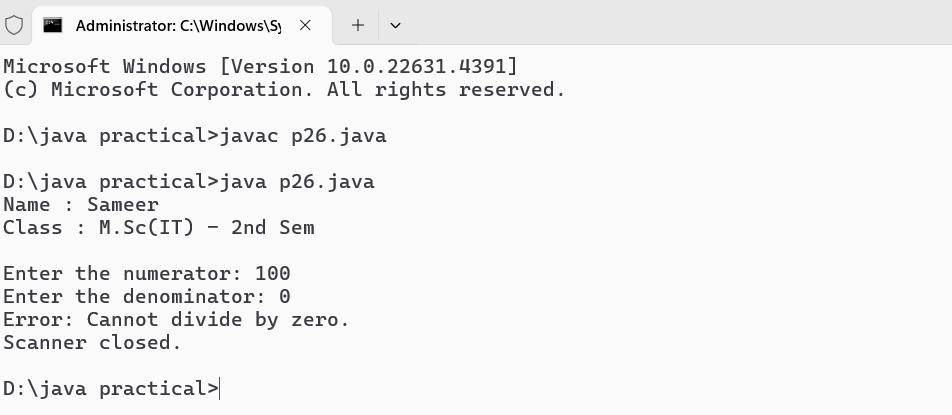 Administrator: C:\Windows\Sy
Microsoft Windows [Version 10.0.22631.4391]
(c) Microsoft Corporation. All rights reserved.
D:\java practical>javac p26.java
D:\java practical>java p26.java
Name : Sameer
Class : M.Sc(IT) - 2nd Sem
Enter the numerator: 100
Enter the denominator: 0
Error: Cannot divide by zero.
Scanner closed.
D:\java practical>